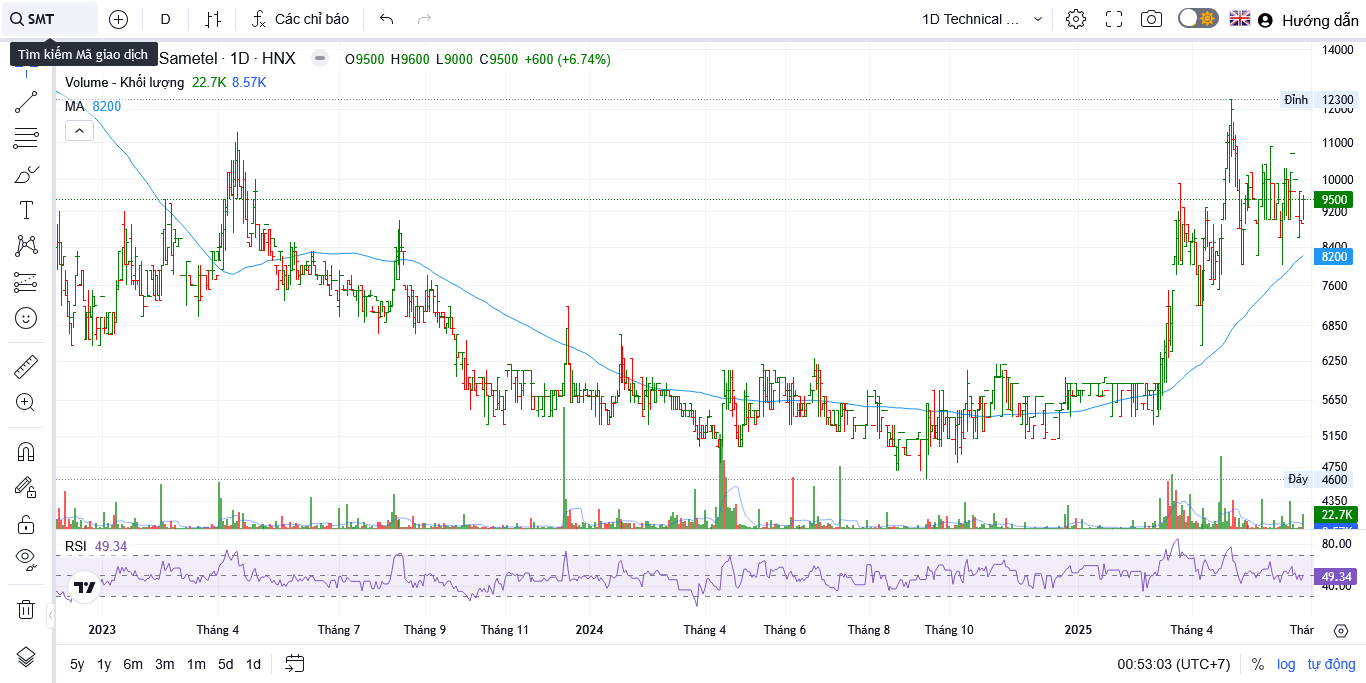 SMT
D
Các chỉ báo
1D Technical ...
Hướng dẫn
Tìm kiếm Mã giao dịch
Sametel · 1D · HNX
O9500 H9600 L9000 C9500 +600 (+6.74%)
Volume - Khối lượng 22.7K 8.57K
MA 8200
14000
Đỉnh 12300
12000
11000
10000
9500
9200
8400
8200
7600
6850
6250
5650
5150
4750
Đáy 4600
4350
22.7K
RSI 49.34
80.00
49.34
40.00
2023 Tháng 4 Tháng 7 Tháng 9 Tháng 11 2024 Tháng 4 Tháng 6 Tháng 8 Tháng 10 2025 Tháng 4 Thár
5y 1y 6m 3m 1m 5d 1d
00:53:03 (UTC+7) % log tự động